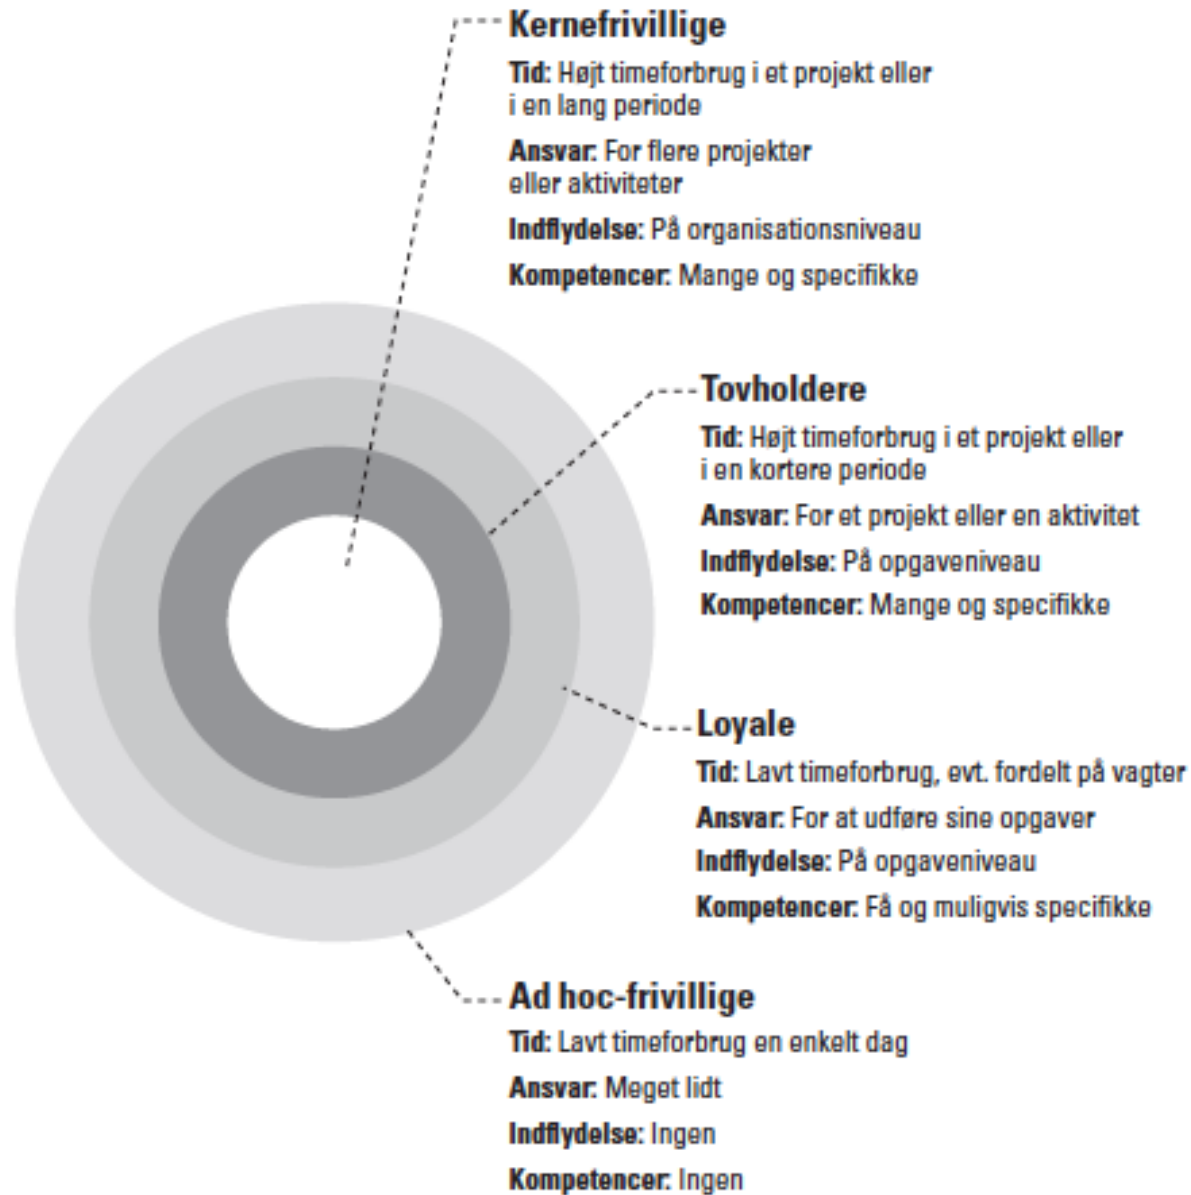 Kernefrivillige
Tid: Højt timeforbrug i et projekt eller
i en lang periode
Ansvar: For flere projekter
eller aktiviteter
Indflydelse: På organisationsniveau
Kompetencer: Mange og specifikke
Tovholdere
Tid: Højt timeforbrug i et projekt eller
i en kortere periode
Ansvar: For et projekt eller en aktivitet
Indflydelse: På opgaveniveau
Kompetencer: Mange og specifikke
Loyale
Tid: Lavt timeforbrug, evt. fordelt på vagter
Ansvar: For at udføre sine opgaver
Indflydelse: På opgaveniveau
Kompetencer: Få og muligvis specifikke
Ad hoc-frivillige
Tid: Lavt timeforbrug en enkelt dag
Ansvar: Meget lidt
Indflydelse: Ingen
Kompetencer: Ingen